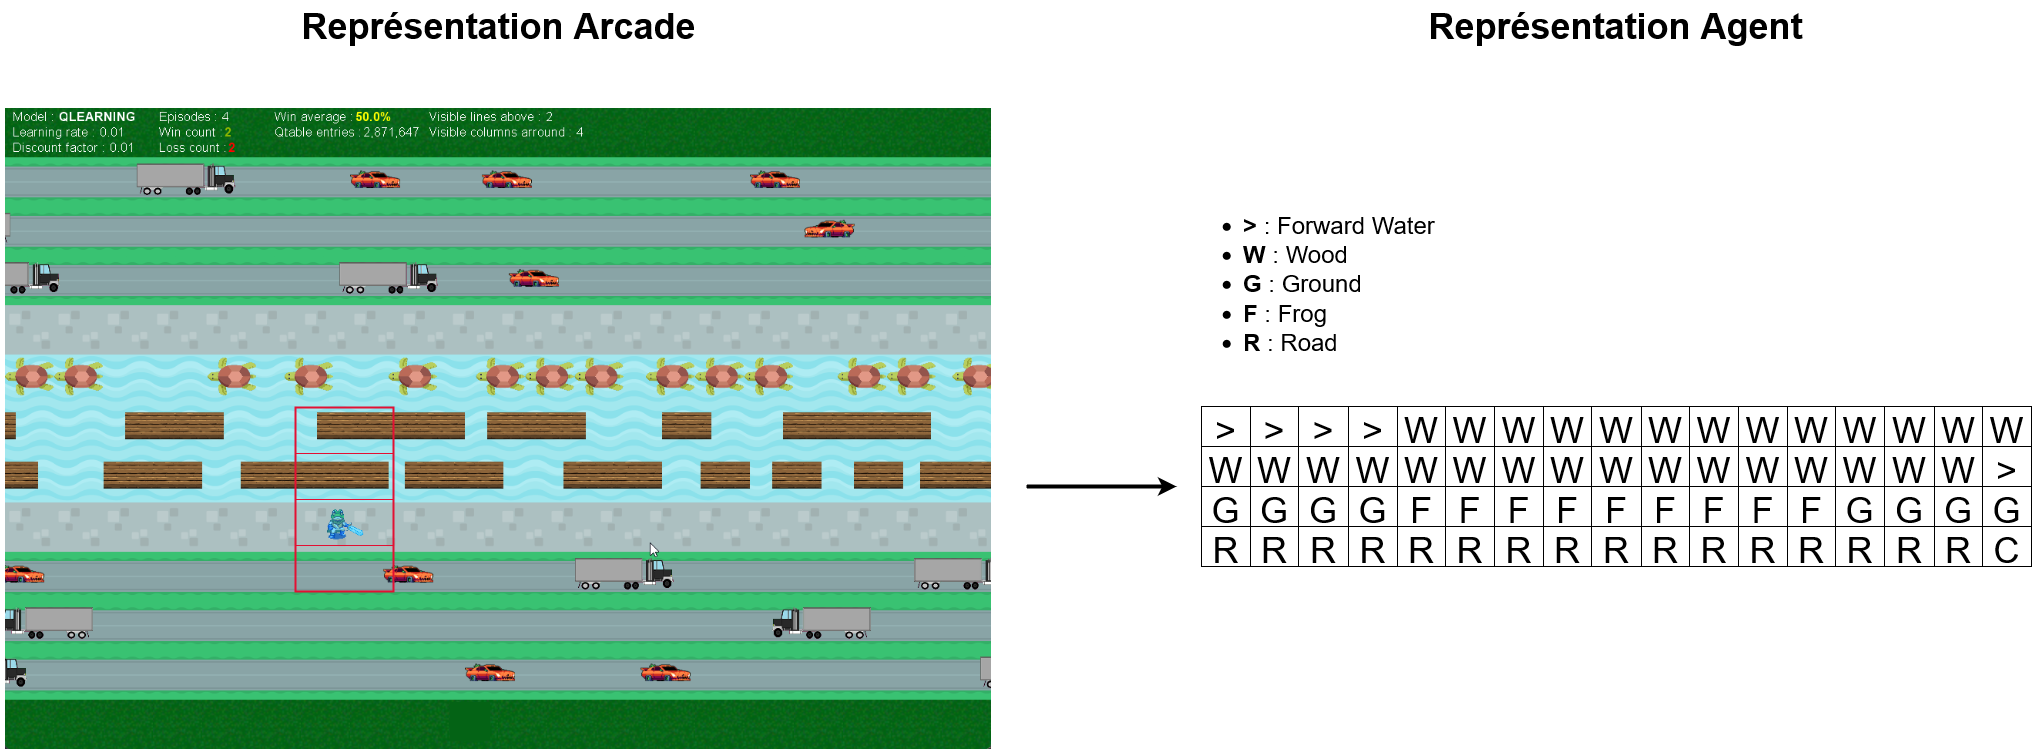 Représentation Arcade
Représentation Agent
Model : QLEARNING Episodes : 4 Win average : 50.0% Visible lines above : 2
Learning rate : 0.01 Win count : 2 Qtable entries : 2,871,647 Visible columns arround : 4
Discount factor : 0.01 Loss count : 2
• > : Forward Water
• W : Wood
• G : Ground
• F : Frog
• R : Road
> > > > W W W W W W W W W W W W W
W W W W W W W W W W W W W W W W >
G G G G F F F F F F F F F G G G G
R R R R R R R R R R R R R R R R C